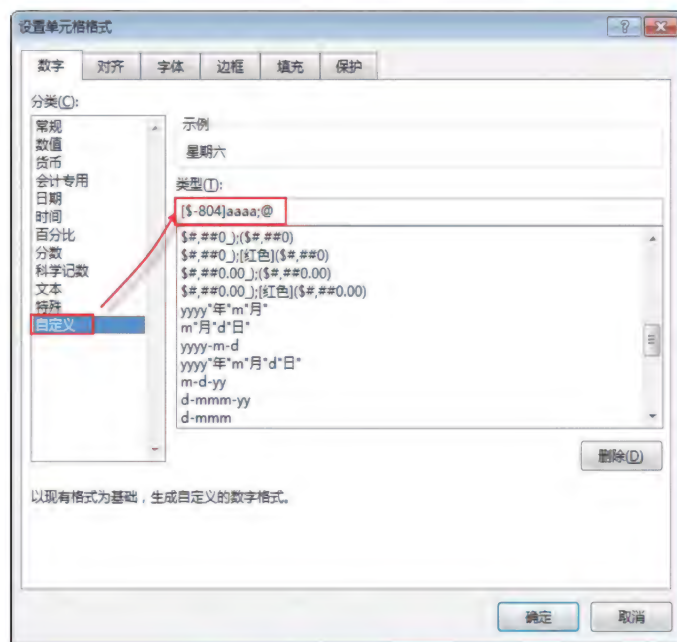 设置单元格格式
数字 对齐 字体 边框 填充 保护
分类(C):
常规
数值
货币
会计专用
日期
时间
百分比
分数
科学记数
文本
特殊
自定义
示例
星期六
类型(T):
[$-804]aaaa;@
$#,##0_);($#,##0)
$#,##0_);[红色]($#,##0)
$#,##0.00_);($#,##0.00)
$#,##0.00_);[红色]($#,##0.00)
yyyy"年"m"月"
m"月"d"日"
yyyy-m-d
yyyy"年"m"月"d"日"
m-d-yy
d-mmm-yy
d-mmm
删除(D)
以现有格式为基础，生成自定义的数字格式。
确定 取消